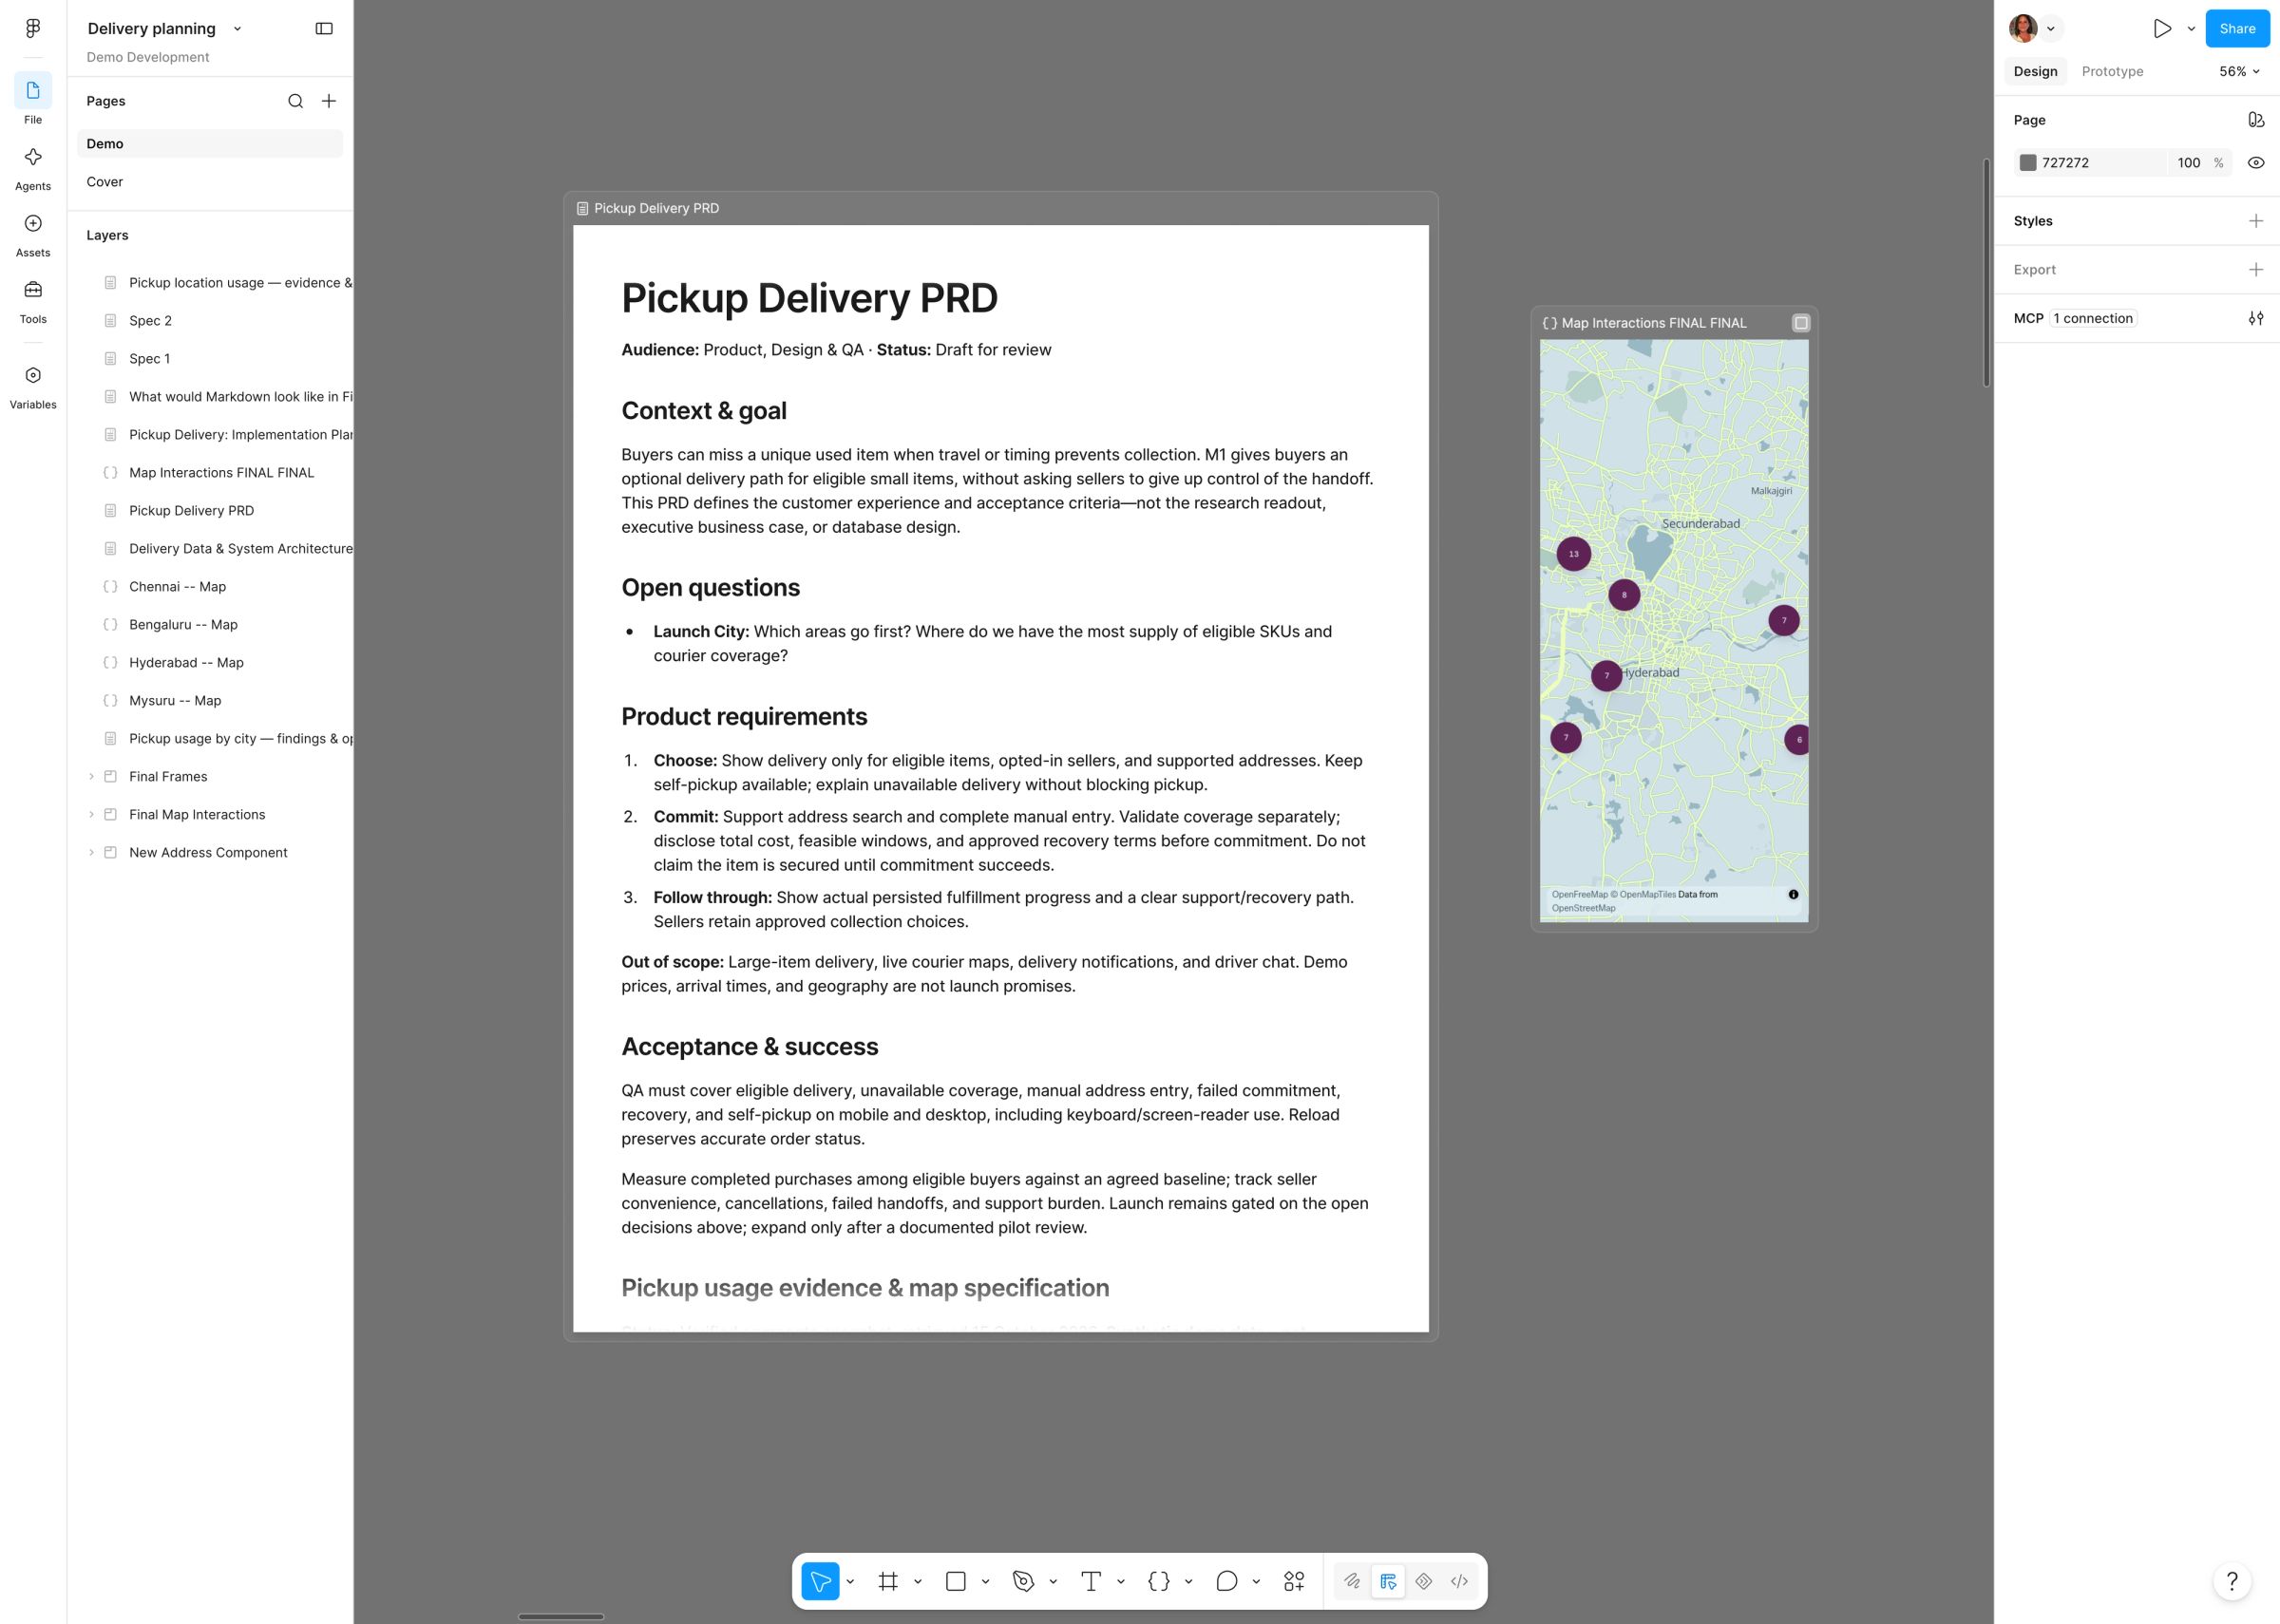 Delivery planning
Demo Development
File
Agents
Assets
Tools
Variables
Pages
Demo
Cover
Layers
Pickup location usage — evidence &
Spec 2
Spec 1
What would Markdown look like in Fi
Pickup Delivery: Implementation Plan
Map Interactions FINAL FINAL
Pickup Delivery PRD
Delivery Data & System Architecture
Chennai -- Map
Bengaluru -- Map
Hyderabad -- Map
Mysuru -- Map
Pickup usage by city — findings & op
Final Frames
Final Map Interactions
New Address Component
Pickup Delivery PRD
Pickup Delivery PRD
Audience: Product, Design & QA · Status: Draft for review
Context & goal
Buyers can miss a unique used item when travel or timing prevents collection. M1 gives buyers an
optional delivery path for eligible small items, without asking sellers to give up control of the handoff.
This PRD defines the customer experience and acceptance criteria—not the research readout,
executive business case, or database design.
Open questions
• Launch City: Which areas go first? Where do we have the most supply of eligible SKUs and
courier coverage?
Product requirements
1. Choose: Show delivery only for eligible items, opted-in sellers, and supported addresses. Keep
self-pickup available; explain unavailable delivery without blocking pickup.
2. Commit: Support address search and complete manual entry. Validate coverage separately;
disclose total cost, feasible windows, and approved recovery terms before commitment. Do not
claim the item is secured until commitment succeeds.
3. Follow through: Show actual persisted fulfillment progress and a clear support/recovery path.
Sellers retain approved collection choices.
Out of scope: Large-item delivery, live courier maps, delivery notifications, and driver chat. Demo
prices, arrival times, and geography are not launch promises.
Acceptance & success
QA must cover eligible delivery, unavailable coverage, manual address entry, failed commitment,
recovery, and self-pickup on mobile and desktop, including keyboard/screen-reader use. Reload
preserves accurate order status.
Measure completed purchases among eligible buyers against an agreed baseline; track seller
convenience, cancellations, failed handoffs, and support burden. Launch remains gated on the open
decisions above; expand only after a documented pilot review.
Pickup usage evidence & map specification
Map Interactions FINAL FINAL
Malkajgiri
Secunderabad
13
8
7
7
Hyderabad
7
6
OpenFreeMap © OpenMapTiles Data from
OpenStreetMap
Share
Design
Prototype
56%
Page
727272
100 %
Styles
Export
MCP 1 connection
?